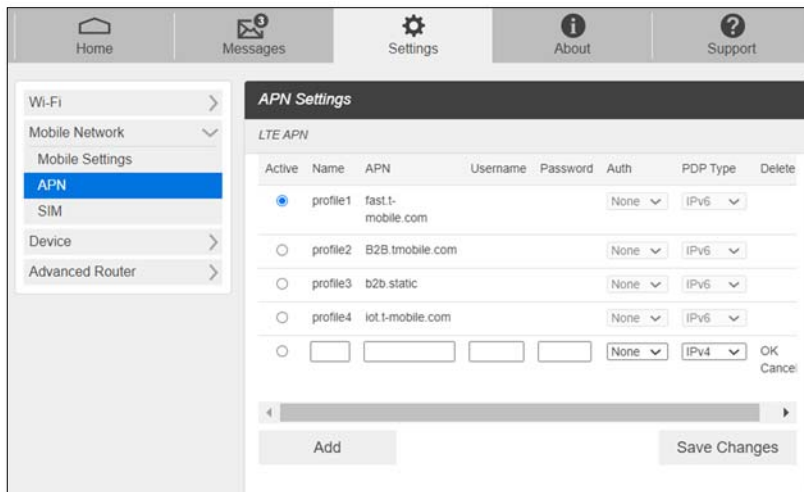 3
Home Messages Settings About Support
Wi-Fi
Mobile Network
Mobile Settings
APN
SIM
Device
Advanced Router
APN Settings
LTE APN
Active Name APN Username Password Auth PDP Type Delete
profile1 fast.t- None IPv6
mobile.com
profile2 B2B.tmobile.com None IPv6
profile3 b2b.static None IPv6
profile4 iot.t-mobile.com None IPv6
None IPv4 OK
Cancel
Add Save Changes